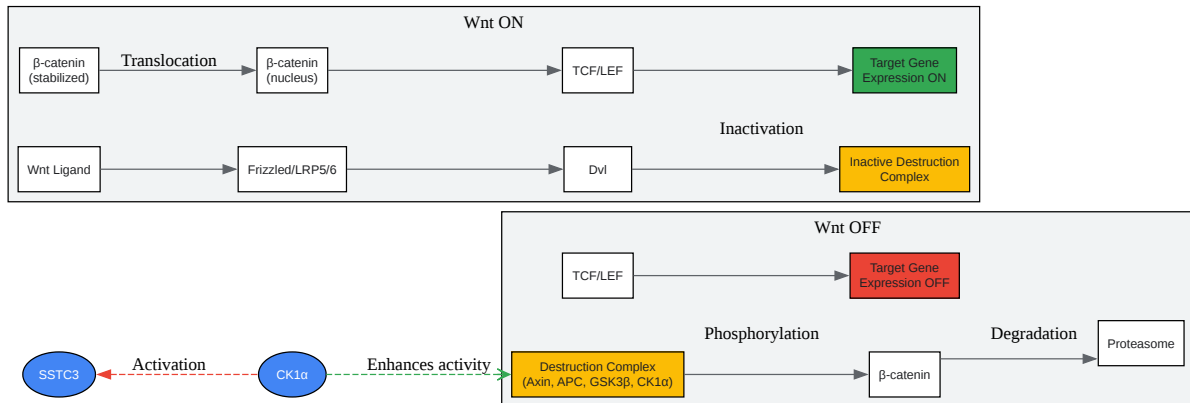 Wnt ON
β-catenin
(stabilized)
Translocation
β-catenin
(nucleus)
TCF/LEF
Target Gene
Expression ON
Inactivation
Wnt Ligand
Frizzled/LRP5/6
Dvl
Inactive Destruction
Complex
Wnt OFF
TCF/LEF
Target Gene
Expression OFF
Phosphorylation
Degradation
Proteasome
SSTC3
Activation
CK1α
Enhances activity
Destruction Complex
(Axin, APC, GSK3β, CK1α)
β-catenin